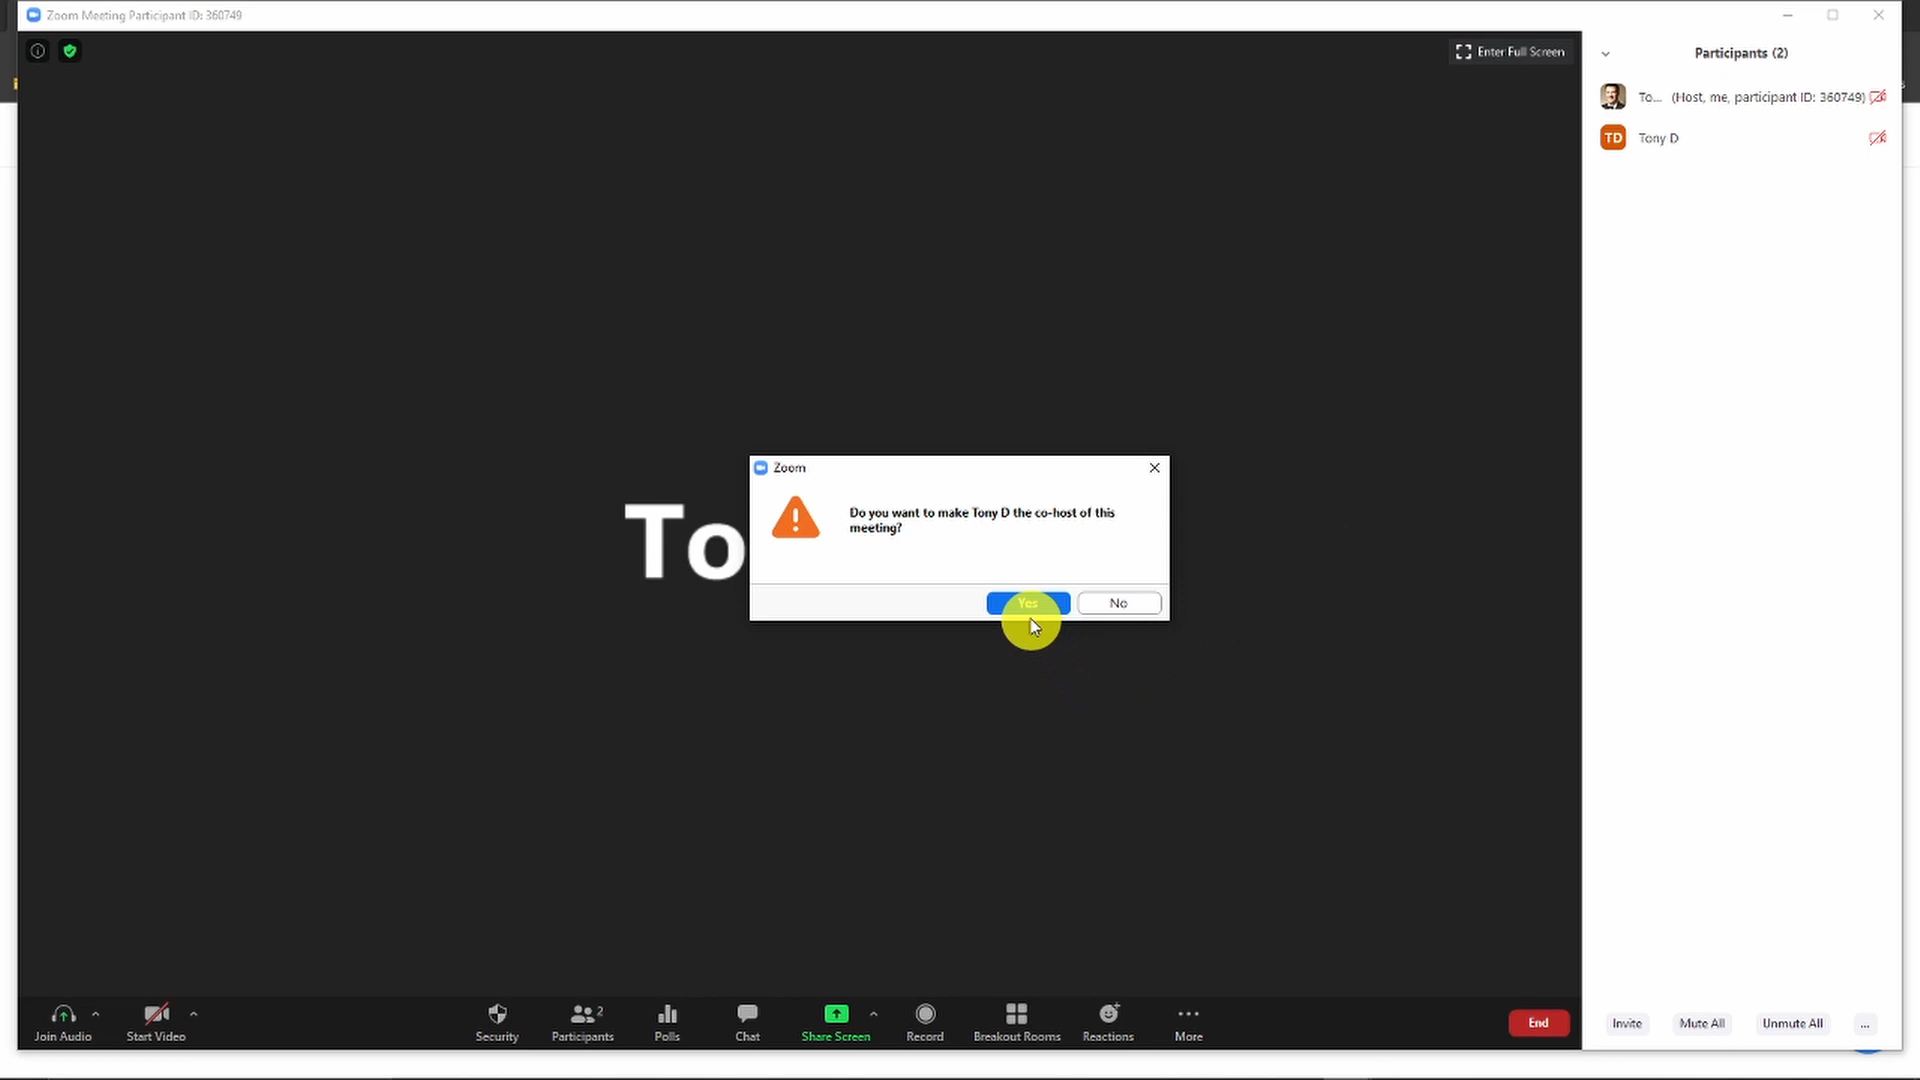 Zoom Meeting Participant ID: 360749
Enter Full Screen
Participants (2)
To... (Host, me, participant ID: 360749)
TD Tony D
Zoom
Do you want to make Tony D the co-host of this
meeting?
To
Yes No
Join Audio Start Video Security Participants 2 Polls Chat Share Screen Record Breakout Rooms Reactions More End
Invite Mute All Unmute All ...